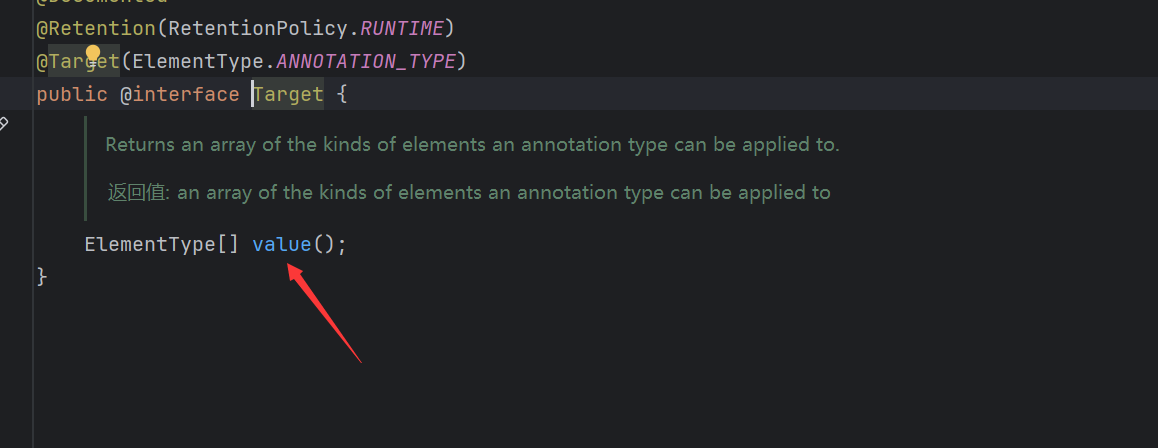 @Documented
@Retention(RetentionPolicy.RUNTIME)
@Target(ElementType.ANNOTATION_TYPE)
public @interface Target {
Returns an array of the kinds of elements an annotation type can be applied to.
返回值: an array of the kinds of elements an annotation type can be applied to
ElementType[] value();
}